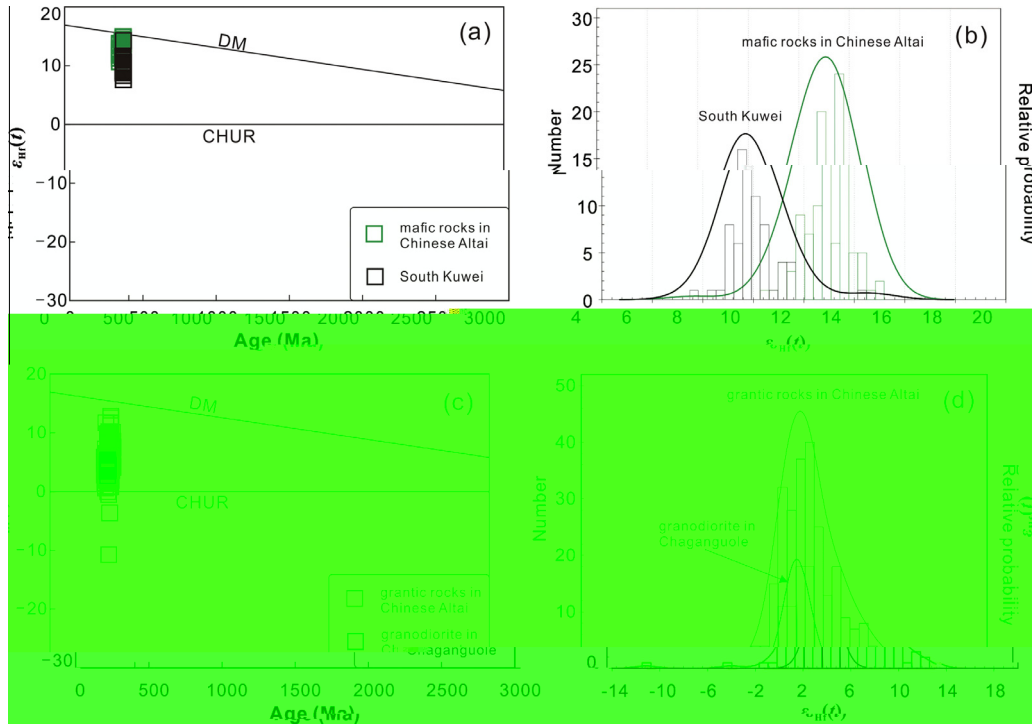 20
(a)
DM
10
0
CHUR
εHf(t)
−10
−20
−30
mafic rocks in
Chinese Altai
South Kuwei
0 500 1000 1500 2000 2500 3000
Age (Ma)
30
(b)
mafic rocks in Chinese Altai
25
20
South Kuwei
15
10
5
0
Number
Relative probability
4 6 8 10 12 14 16 18 20
εHf(t)
20
(c)
DM
10
0
CHUR
−10
−20
−30
grantic rocks in
Chinese Altai
granodiorite in
Chaganguole
0 500 1000 1500 2000 2500 3000
Age (Ma)
50
(d)
grantic rocks in Chinese Altai
40
30
granodiorite in
Chaganguole
20
10
0
Number
Relative probability
-14 -10 -6 -2 2 6 10 14 18
εHf(t)